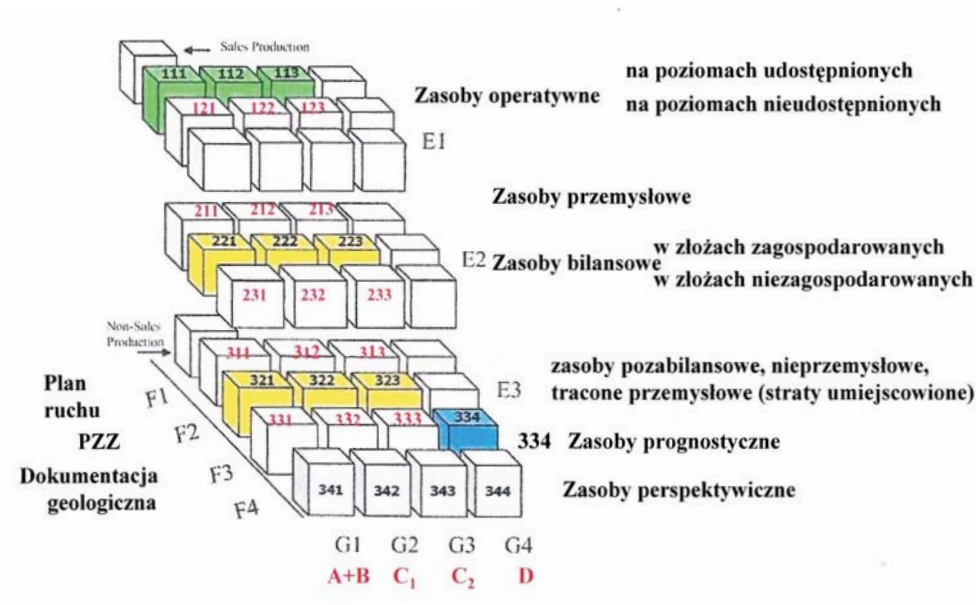 Sales Production
111 112 113
na poziomach udostępnionych
Zasoby operatywne
121 122 123
na poziomach nieudostępnionych
E1
Zasoby przemysłowe
211 212 213
221 222 223
w złożach zagospodarowanych
E2 Zasoby bilansowe
w złożach niezagospodarowanych
231 232 233
Non-Sales
Production
311 312 313
zasoby pozabilansowe, nieprzemysłowe,
tracone przemysłowe (straty umiejscowione)
E3
321 322 323
Plan
ruchu
F1
331 332 333 334
334 Zasoby prognostyczne
PZZ
F2
Dokumentacja
geologiczna
F3
341 342 343 344
Zasoby perspektywiczne
F4
G1 G2 G3 G4
A+B C₁ C₂ D